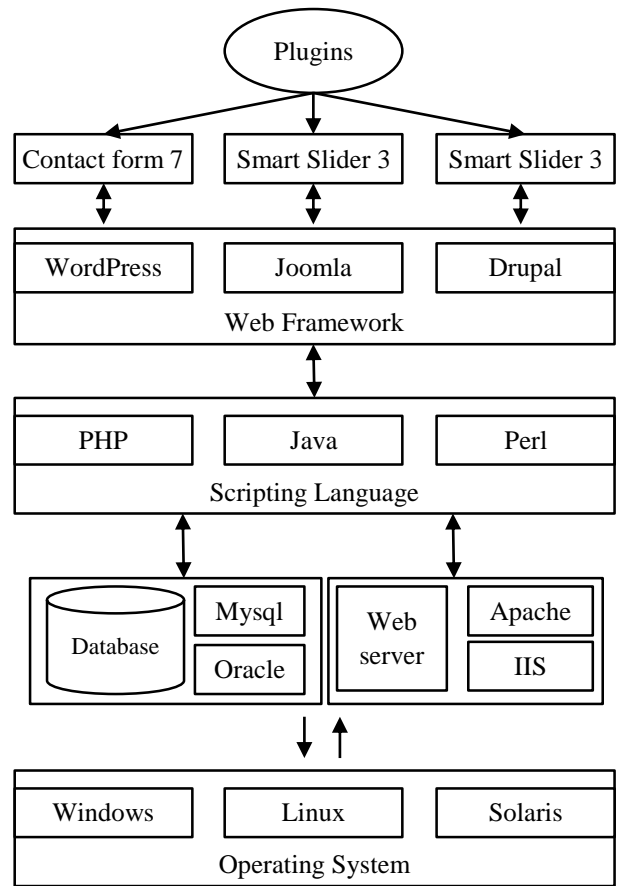 Plugins
Contact form 7
Smart Slider 3
Smart Slider 3
WordPress
Joomla
Drupal
Web Framework
PHP
Java
Perl
Scripting Language
Database
Mysql
Oracle
Web
server
Apache
IIS
Windows
Linux
Solaris
Operating System